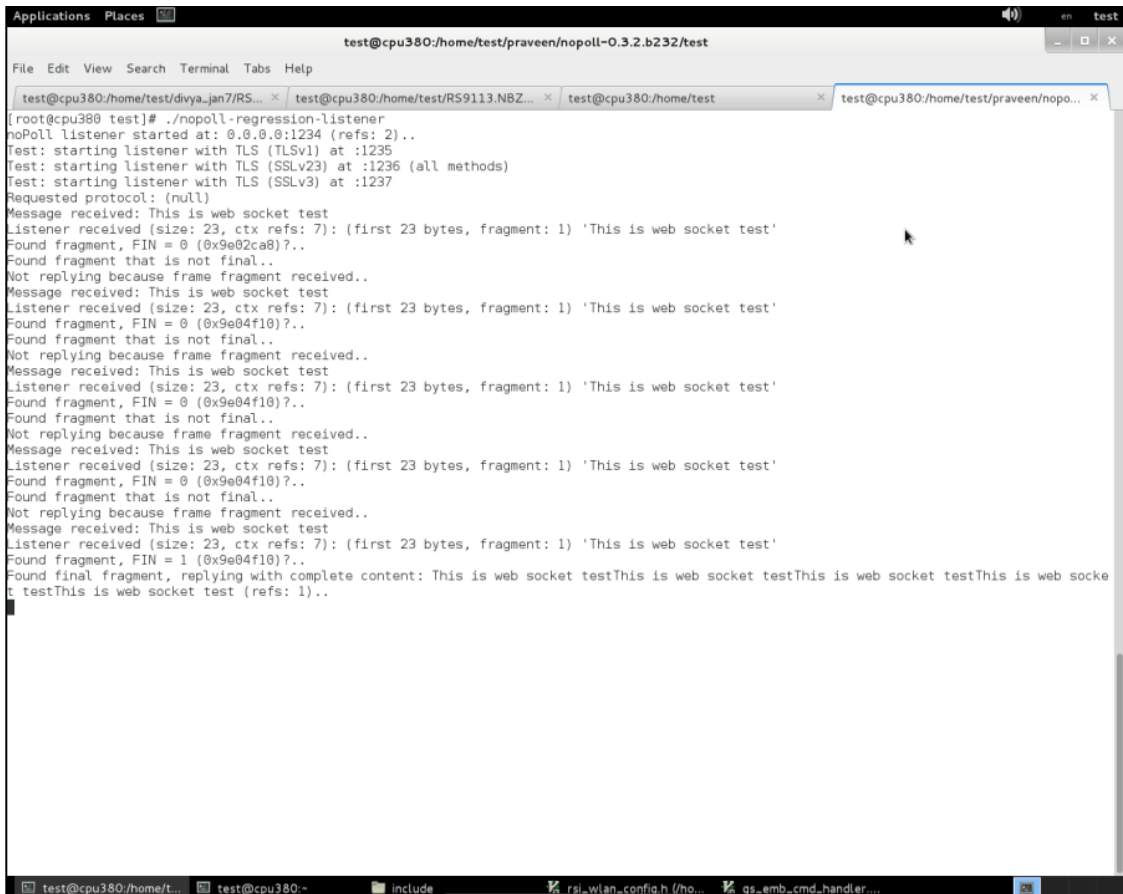 Applications Places en test
test@cpu380:/home/test/praveen/nopoll-0.3.2.b232/test
File Edit View Search Terminal Tabs Help
test@cpu380:/home/test/divya_jan7/RS... × test@cpu380:/home/test/RS9113.NBZ... × test@cpu380:/home/test × test@cpu380:/home/test/praveen/nopo... ×
[root@cpu380 test]# ./nopoll-regression-listener
noPoll listener started at: 0.0.0.0:1234 (refs: 2)..
Test: starting listener with TLS (TLSv1) at :1235
Test: starting listener with TLS (SSLv23) at :1236 (all methods)
Test: starting listener with TLS (SSLv3) at :1237
Requested protocol: (null)
Message received: This is web socket test
Listener received (size: 23, ctx refs: 7): (first 23 bytes, fragment: 1) 'This is web socket test'
Found fragment, FIN = 0 (0x9e02ca8)?..
Found fragment that is not final..
Not replying because frame fragment received..
Message received: This is web socket test
Listener received (size: 23, ctx refs: 7): (first 23 bytes, fragment: 1) 'This is web socket test'
Found fragment, FIN = 0 (0x9e04f10)?..
Found fragment that is not final..
Not replying because frame fragment received..
Message received: This is web socket test
Listener received (size: 23, ctx refs: 7): (first 23 bytes, fragment: 1) 'This is web socket test'
Found fragment, FIN = 0 (0x9e04f10)?..
Found fragment that is not final..
Not replying because frame fragment received..
Message received: This is web socket test
Listener received (size: 23, ctx refs: 7): (first 23 bytes, fragment: 1) 'This is web socket test'
Found fragment, FIN = 0 (0x9e04f10)?..
Found fragment that is not final..
Not replying because frame fragment received..
Message received: This is web socket test
Listener received (size: 23, ctx refs: 7): (first 23 bytes, fragment: 1) 'This is web socket test'
Found fragment, FIN = 1 (0x9e04f10)?..
Found final fragment, replying with complete content: This is web socket testThis is web socket testThis is web socket testThis is web socke
t testThis is web socket test (refs: 1)..
test@cpu380:/home/t... test@cpu380:~ include rsi_wlan_config.h (/ho... gs_emb_cmd_handler....